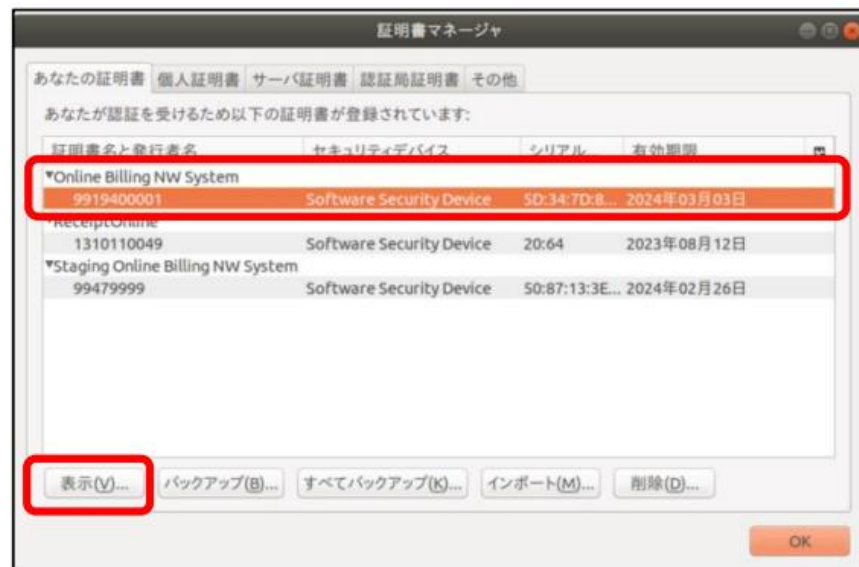 証明書マネージャ
あなたの証明書 個人証明書 サーバ証明書 認証局証明書 その他
あなたが認証を受けるため以下の証明書が登録されています:
証明書名と発行者名 セキュリティデバイス シリアル... 有効期限
▼Online Billing NW System
9919400001 Software Security Device 5D:34:7D:8... 2024年03月03日
▼ReceiptOnline
1310110049 Software Security Device 20:64 2023年08月12日
▼Staging Online Billing NW System
99479999 Software Security Device 50:87:13:3E... 2024年02月26日
表示(V)... バックアップ(B)... すべてバックアップ(K)... インポート(M)... 削除(D)...
OK